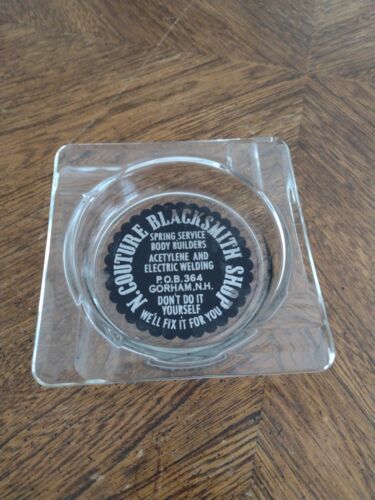 N. COUTURE BLACKSMITH SHOP
SPRING SERVICE
BODY BUILDERS
ACETYLENE AND
ELECTRIC WELDING
P.O.B. 364
GORHAM, N.H.
DON'T DO IT
YOURSELF
WE'LL FIX IT FOR YOU